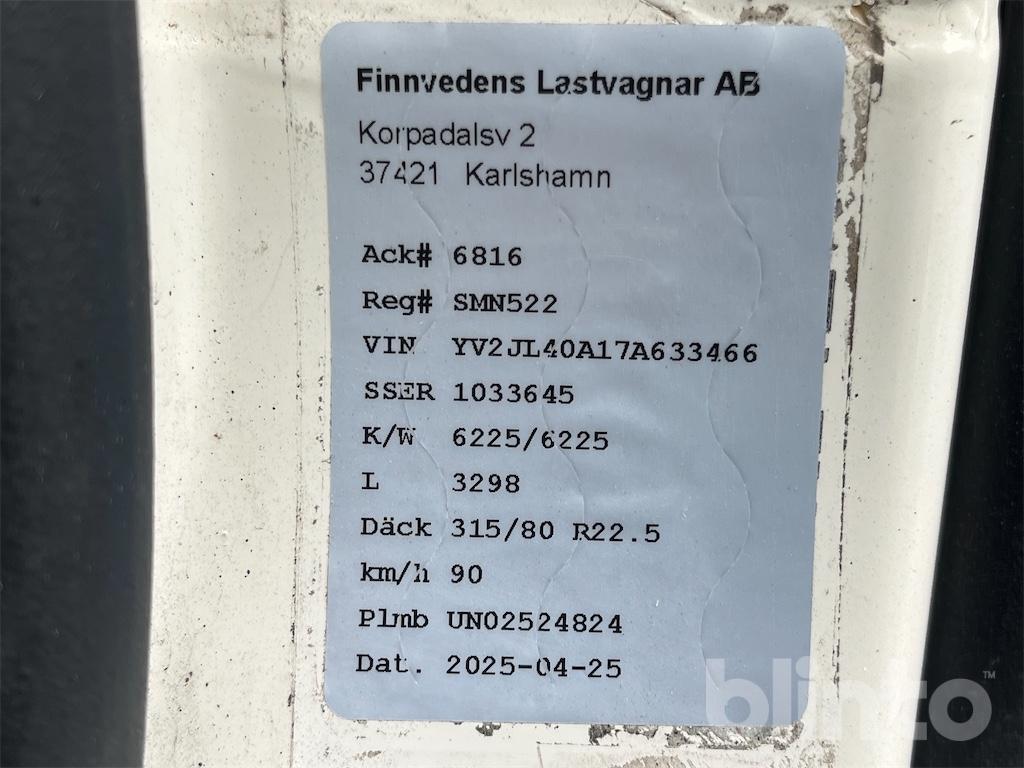 Finnvedens Lastvagnar AB
Korpadalsv 2
37421 Karlshamn
Ack# 6816
Reg# SMN522
VIN YV2JL40A17A633466
SSER 1033645
K/W 6225/6225
L 3298
Däck 315/80 R22.5
km/h 90
Plmb UN02524824
Dat. 2025-04-25
blinto™